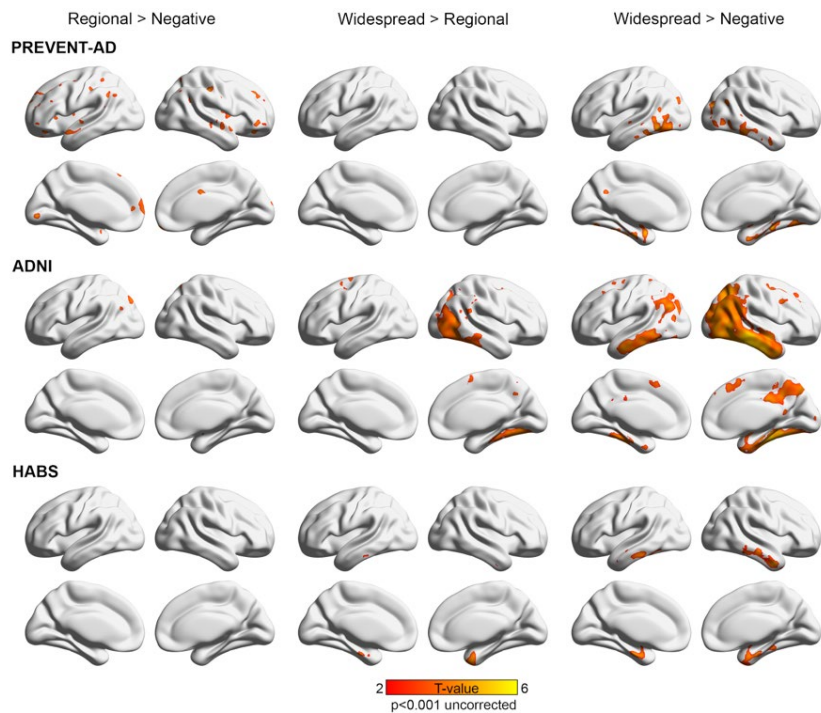 Regional > Negative
Widespread > Regional
Widespread > Negative
PREVENT-AD
ADNI
HABS
2 T-value 6
p<0.001 uncorrected